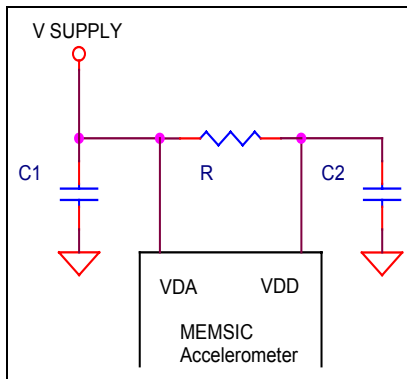 V SUPPLY
C1
R
C2
VDA
VDD
MEMSIC
Accelerometer